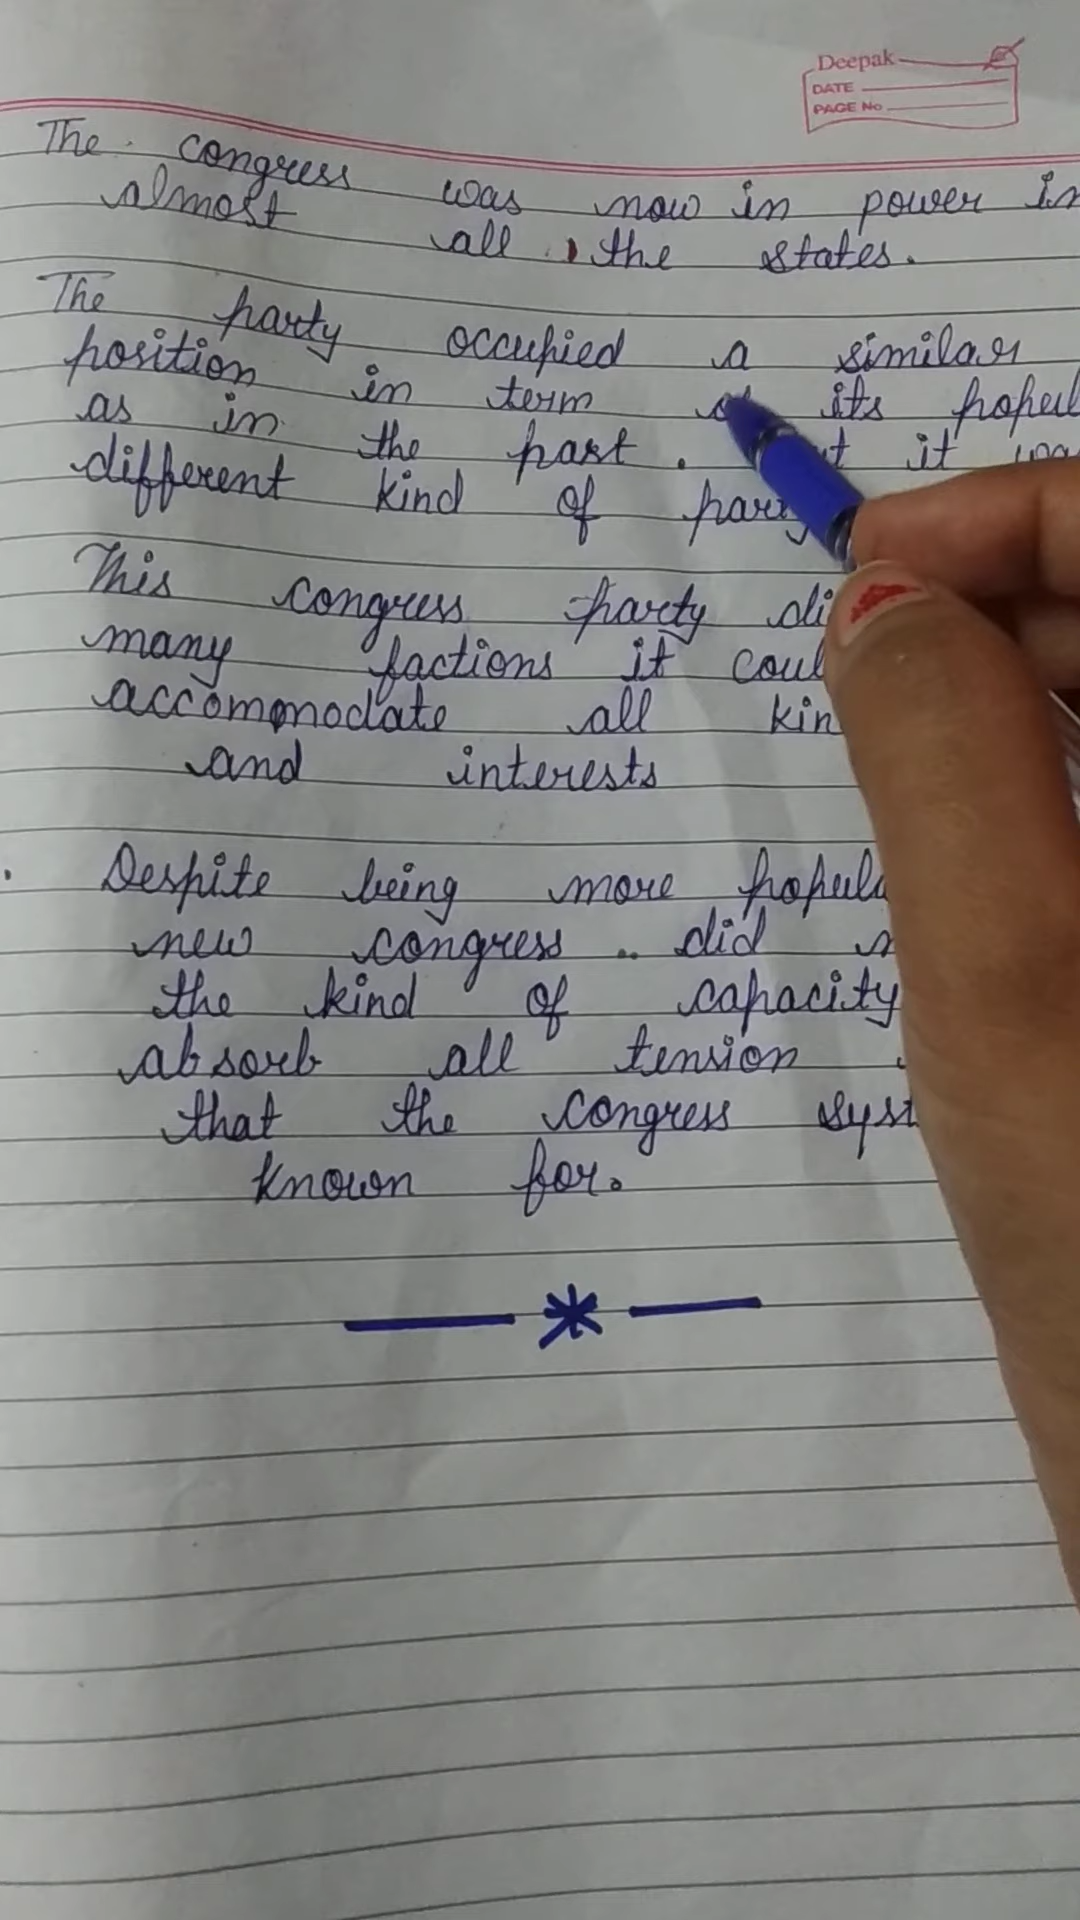 Deepak
DATE
PAGE No
The congress was now in power in
almost all the states.
The party occupied a similar
position in term its
as in the past. it
different kind of
This congress party
many factions it
accommodate all
and interests
Despite being more
new congress .. did
the kind of capacity
absorb all tension
that the congress
known for.